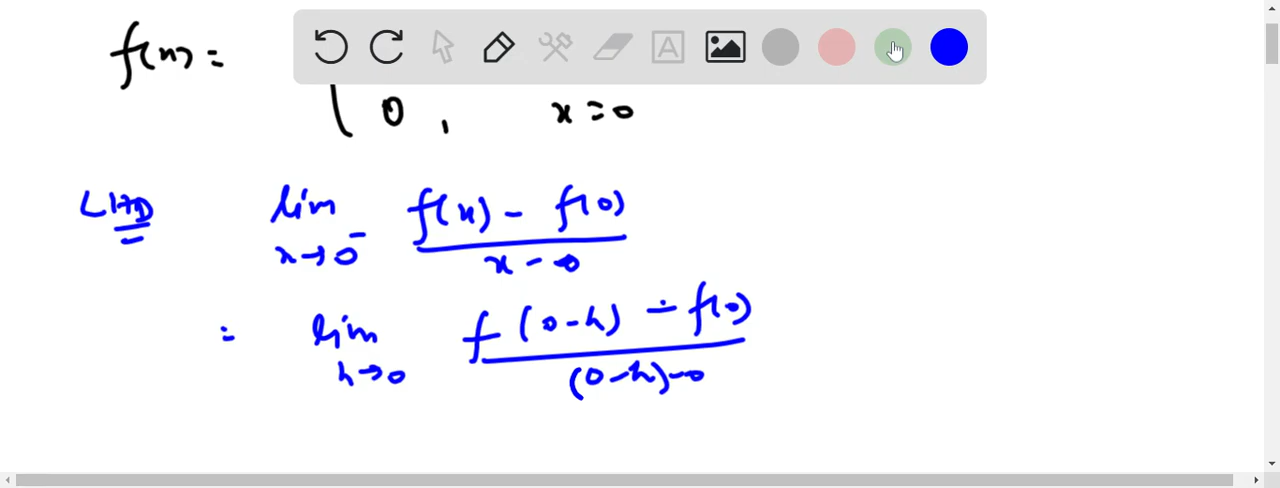 f(x) =
0 , x = 0
LHD lim x→0⁻ (f(x) - f(0)) / (x - 0)
= lim h→0 (f(0-h) - f(0)) / ((0-h) - 0)
A